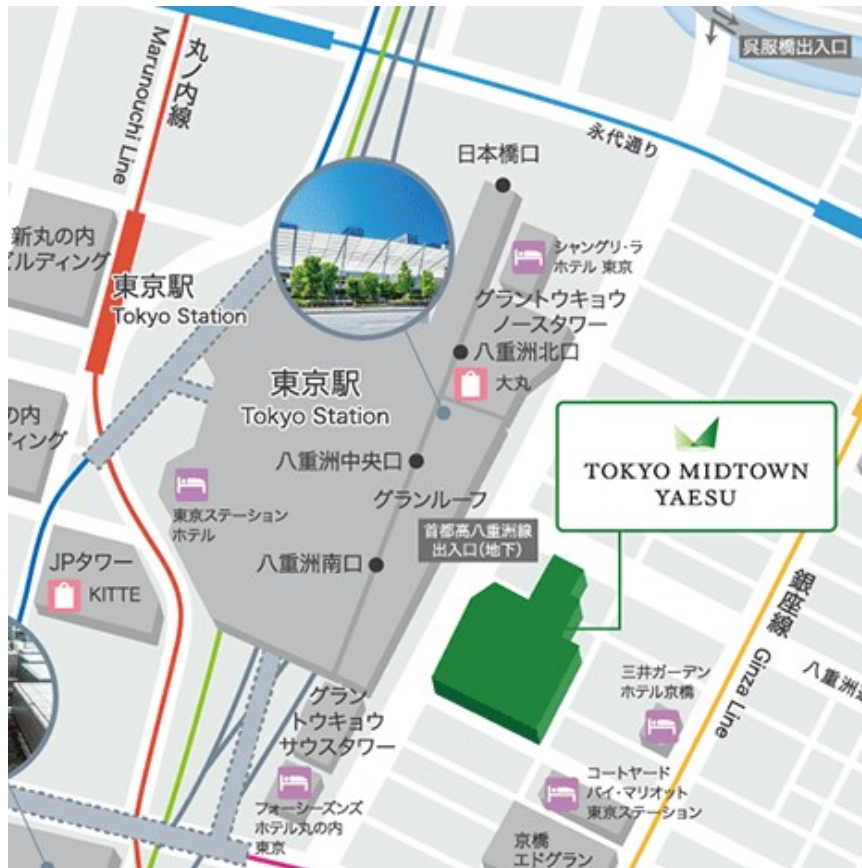 呉服橋出入口
丸ノ内線
Marunouchi Line
永代通り
日本橋口
新丸の内
ビルディング
シャングリ・ラ
ホテル 東京
東京駅
Tokyo Station
グラントウキョウ
ノースタワー
八重洲北口
大丸
東京駅
Tokyo Station
の内
ディング
TOKYO MIDTOWN
YAESU
八重洲中央口
グランルーフ
東京ステーション
ホテル
首都高八重洲線
出入口(地下)
JPタワー
KITTE
八重洲南口
銀座線
Ginza Line
三井ガーデン
ホテル京橋
八重洲
グラン
トウキョウ
サウスタワー
コートヤード
バイ・マリオット
東京ステーション
フォーシーズンズ
ホテル丸の内
東京
京橋
エドグラン